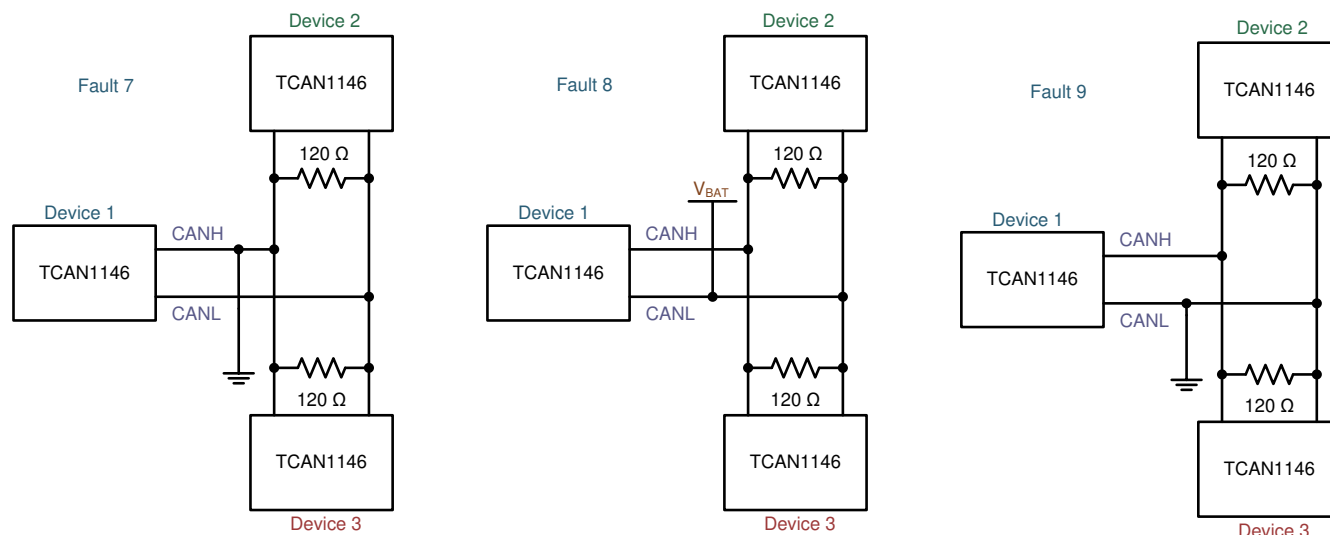 Fault 7
Device 2
TCAN1146
120 Ω
Device 1
TCAN1146
CANH
CANL
120 Ω
TCAN1146
Device 3
Fault 8
Device 2
TCAN1146
120 Ω
VBAT
Device 1
TCAN1146
CANH
CANL
120 Ω
TCAN1146
Device 3
Fault 9
Device 2
TCAN1146
120 Ω
Device 1
TCAN1146
CANH
CANL
120 Ω
TCAN1146
Device 3